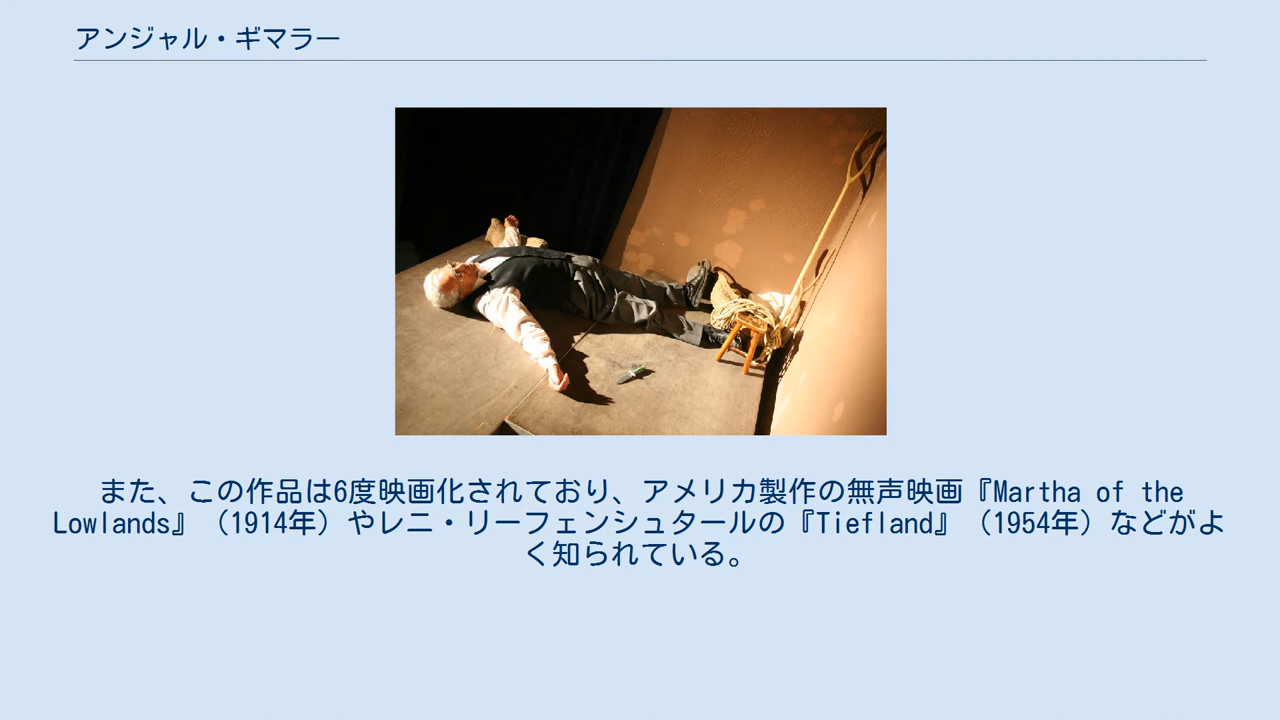 アンジャル・ギマラー
また、この作品は6度映画化されており、アメリカ製作の無声映画『Martha of the
Lowlands』（1914年）やレニ・リーフェンシュタールの『Tiefland』（1954年）などがよ
く知られている。